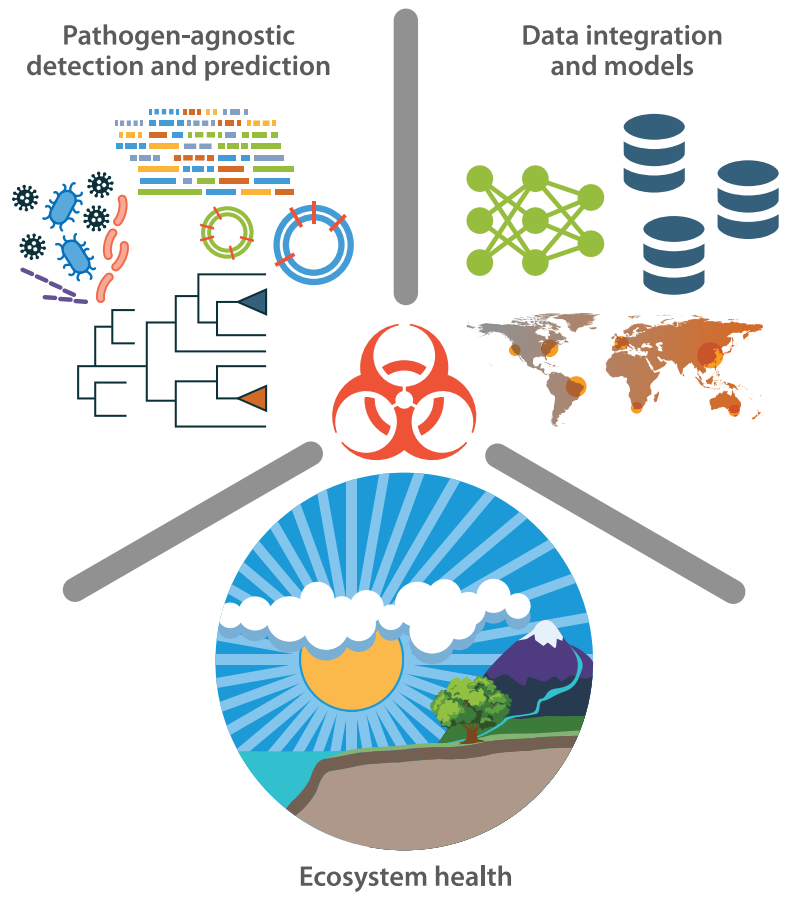 Pathogen-agnostic
detection and prediction
Data integration
and models
Ecosystem health